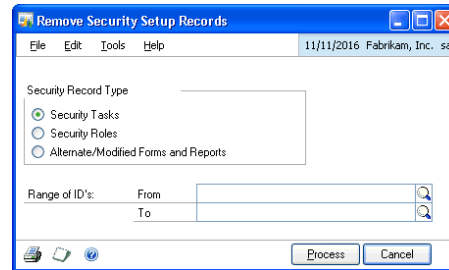 Remove Security Setup Records
File Edit Tools Help 11/11/2016 Fabrikam, Inc. sa
Security Record Type
Security Tasks
Security Roles
Alternate/Modified Forms and Reports
Range of ID's: From
To
Process Cancel